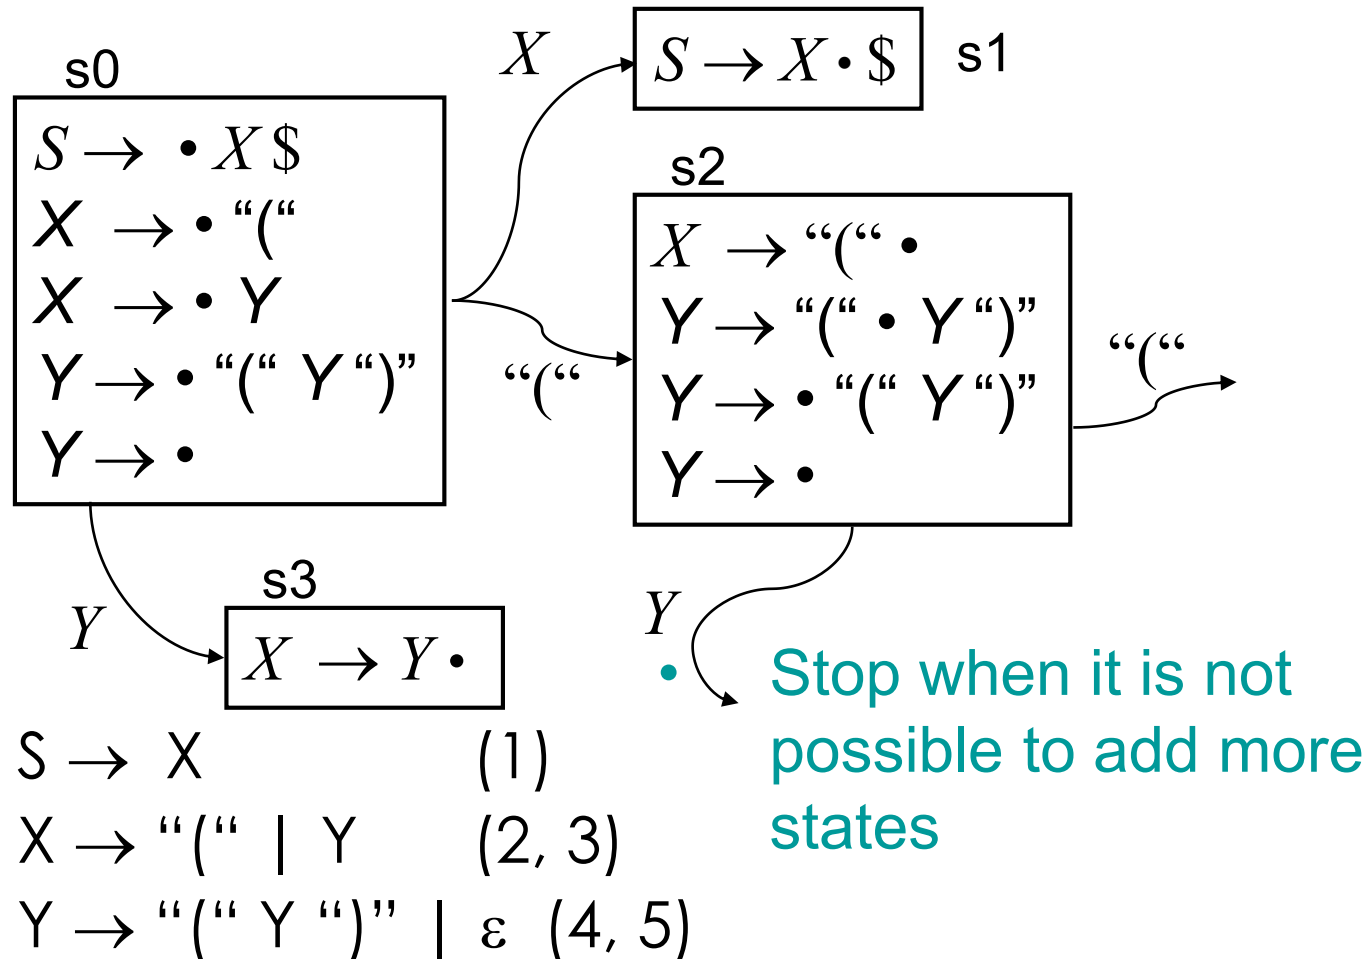 s0
S → • X $
X → • “(“
X → • Y
Y → • “(“ Y “)”
Y → •
X
S → X • $
s1
s2
X → “(“ •
Y → “(“ • Y “)”
Y → • “(“ Y “)”
Y → •
“(“
“(“
Y
s3
X → Y •
Y
• Stop when it is not
possible to add more
states
S → X (1)
X → “(“ | Y (2, 3)
Y → “(“ Y “)” | ε (4, 5)